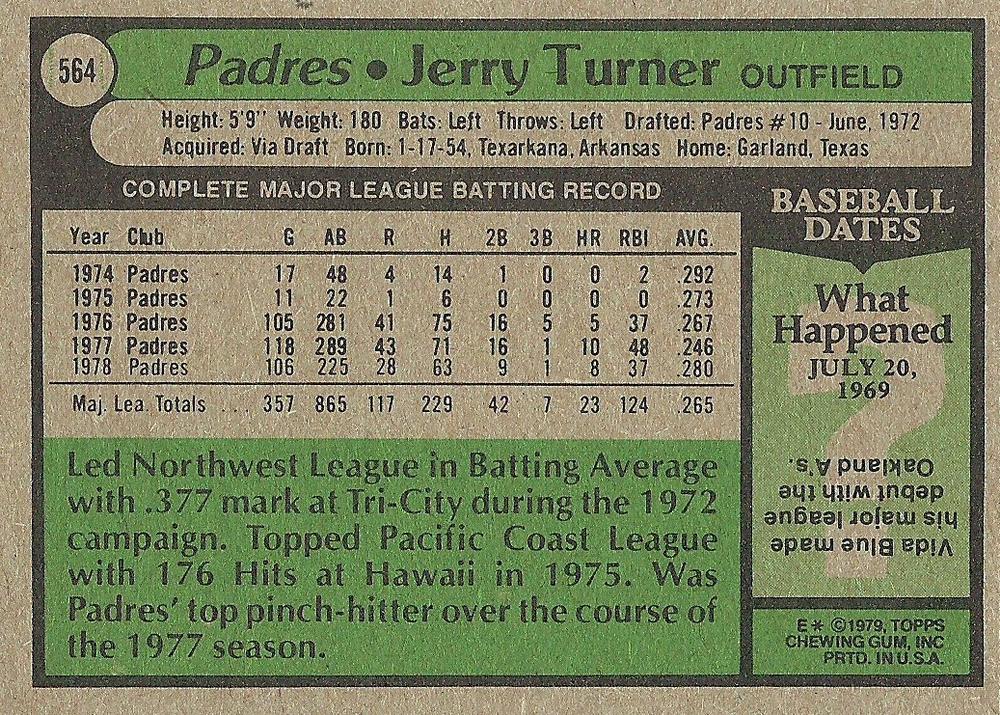 564
Padres • Jerry Turner OUTFIELD
Height: 5'9" Weight: 180 Bats: Left Throws: Left Drafted: Padres #10 - June, 1972
Acquired: Via Draft Born: 1-17-54, Texarkana, Arkansas Home: Garland, Texas
COMPLETE MAJOR LEAGUE BATTING RECORD
Year Club G AB R H 2B 3B HR RBI AVG.
1974 Padres 17 48 4 14 1 0 0 2 .292
1975 Padres 11 22 1 6 0 0 0 0 .273
1976 Padres 105 281 41 75 16 5 5 37 .267
1977 Padres 118 289 43 71 16 1 10 48 .246
1978 Padres 106 225 28 63 9 1 8 37 .280
Maj. Lea. Totals ... 357 865 117 229 42 7 23 124 .265
Led Northwest League in Batting Average
with .377 mark at Tri-City during the 1972
campaign. Topped Pacific Coast League
with 176 Hits at Hawaii in 1975. Was
Padres' top pinch-hitter over the course of
the 1977 season.
BASEBALL
DATES
?
What
Happened
JULY 20,
1969
Vida Blue made
his major league
debut with the
Oakland A's.
E* ©1979, TOPPS
CHEWING GUM, INC
PRTD. IN U.S.A.